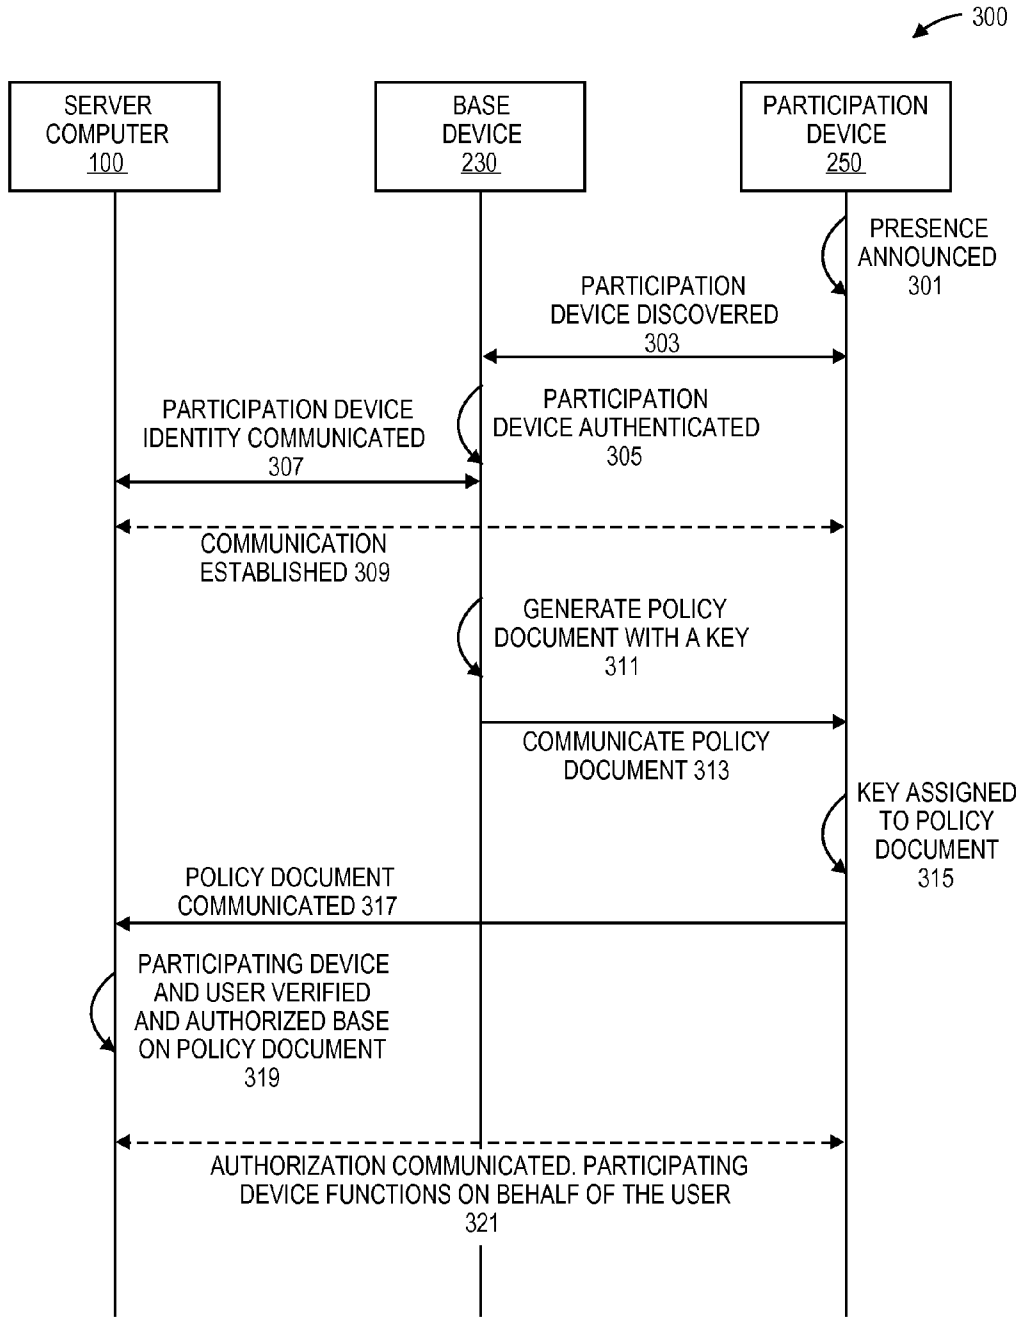 300
SERVER
COMPUTER
100
BASE
DEVICE
230
PARTICIPATION
DEVICE
250
PRESENCE
ANNOUNCED
301
PARTICIPATION
DEVICE DISCOVERED
303
PARTICIPATION
DEVICE AUTHENTICATED
305
PARTICIPATION DEVICE
IDENTITY COMMUNICATED
307
COMMUNICATION
ESTABLISHED 309
GENERATE POLICY
DOCUMENT WITH A KEY
311
COMMUNICATE POLICY
DOCUMENT 313
KEY ASSIGNED
TO POLICY
DOCUMENT
315
POLICY DOCUMENT
COMMUNICATED 317
PARTICIPATING DEVICE
AND USER VERIFIED
AND AUTHORIZED BASE
ON POLICY DOCUMENT
319
AUTHORIZATION COMMUNICATED. PARTICIPATING
DEVICE FUNCTIONS ON BEHALF OF THE USER
321